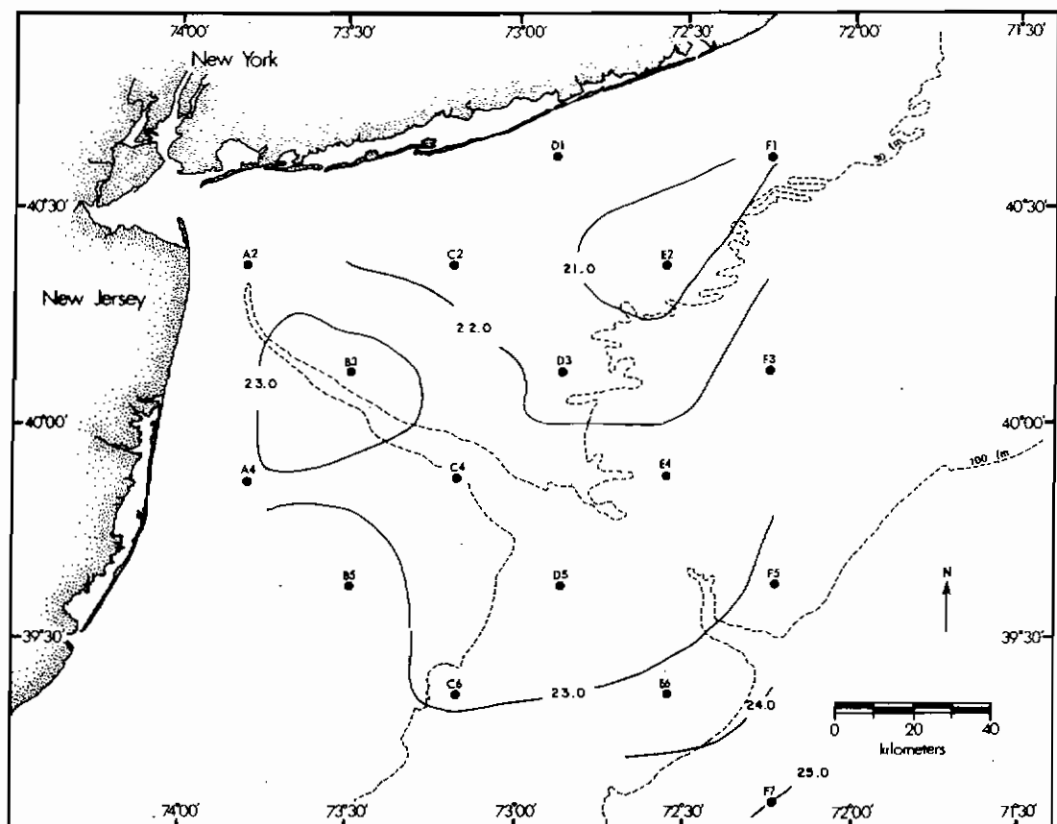 74°00' 73°30' 73°00' 72°30' 72°00' 71°30'
New York
D1 F1
30 fm
40°30' 40°30'
A2 C2 E2
21.0
New Jersey
22.0
B3 D3 F3
23.0
40°00' 40°00'
100 fm
A4 C4 E4
B5 D5 F5
N
39°30' 39°30'
C6 23.0 E6
24.0
0 20 40
kilometers
25.0
F7
74°00' 73°30' 73°00' 72°30' 72°00' 71°30'